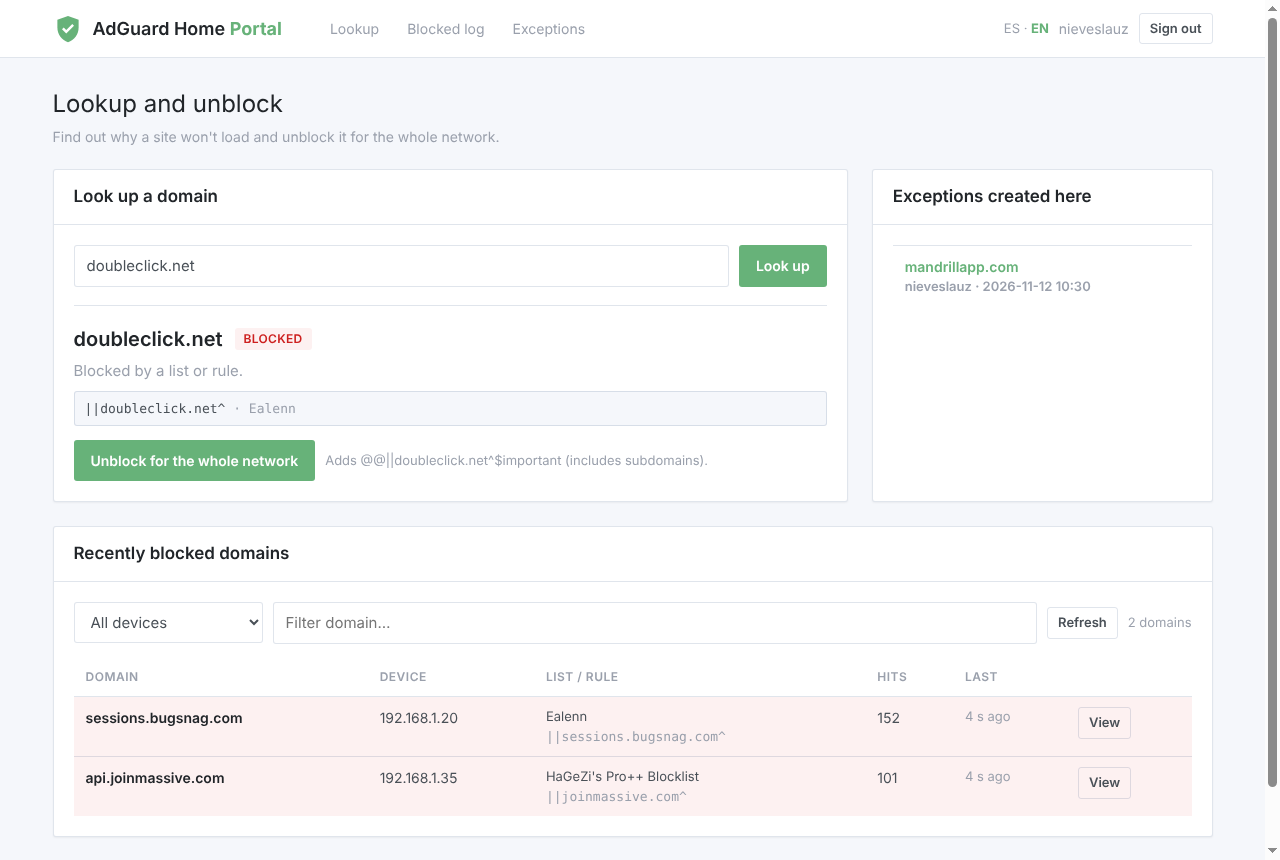 AdGuard Home Portal
Lookup
Blocked log
Exceptions
ES · EN
nieveslauz
Sign out
Lookup and unblock
Find out why a site won't load and unblock it for the whole network.
Look up a domain
doubleclick.net
Look up
doubleclick.net
BLOCKED
Blocked by a list or rule.
||doubleclick.net^ · Ealenn
Unblock for the whole network
Adds @@||doubleclick.net^$important (includes subdomains).
Exceptions created here
mandrillapp.com
nieveslauz · 2026-11-12 10:30
Recently blocked domains
All devices
Filter domain...
Refresh
2 domains
DOMAIN DEVICE LIST / RULE HITS LAST
sessions.bugsnag.com 192.168.1.20 Ealenn 152 4 s ago View
||sessions.bugsnag.com^
api.joinmassive.com 192.168.1.35 HaGeZi's Pro++ Blocklist 101 4 s ago View
||joinmassive.com^